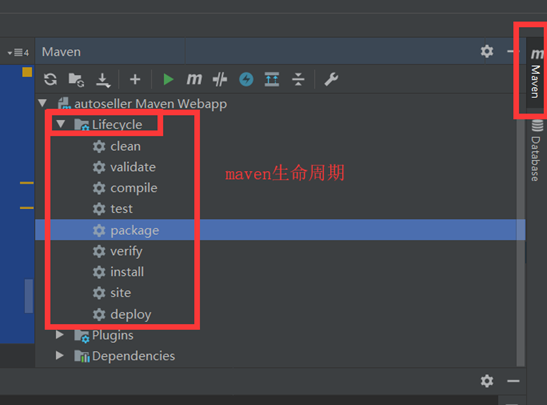 4
Maven
m
Maven
m
autoseller Maven Webapp
Lifecycle
clean
validate
maven生命周期
compile
test
package
verify
install
site
deploy
Plugins
Dependencies
Database